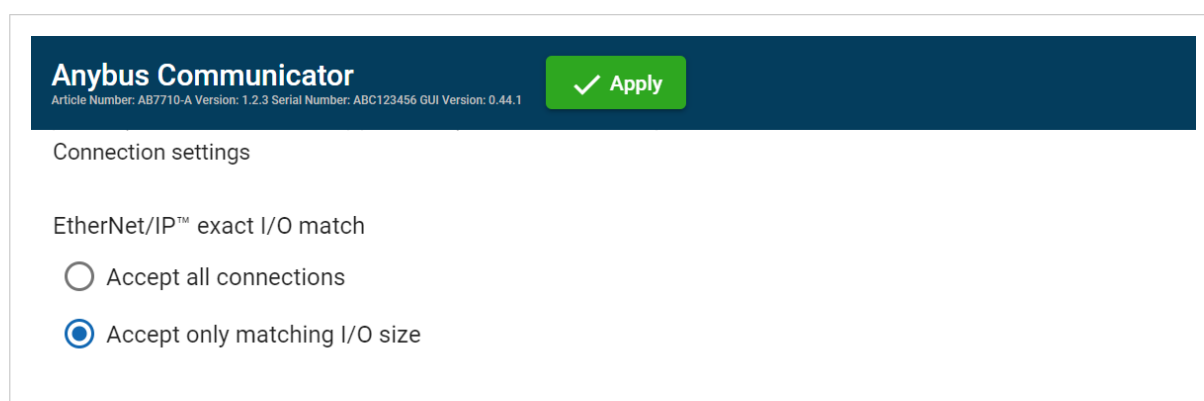 Anybus Communicator
Article Number: AB7710-A Version: 1.2.3 Serial Number: ABC123456 GUI Version: 0.44.1
Apply
Connection settings
EtherNet/IP™ exact I/O match
Accept all connections
Accept only matching I/O size